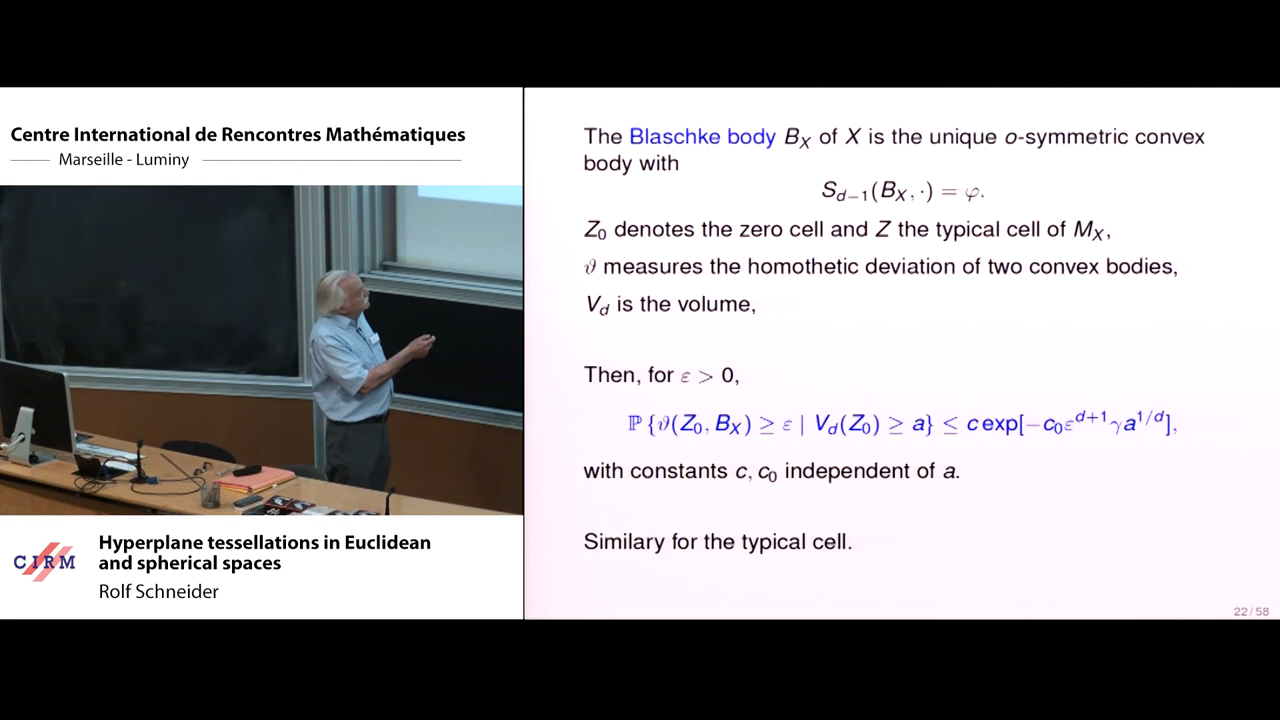 Centre International de Rencontres Mathématiques
Marseille - Luminy
CIRM
Hyperplane tessellations in Euclidean
and spherical spaces
Rolf Schneider
The Blaschke body B_X of X is the unique o-symmetric convex
body with
S_{d−1}(B_X, ·) = φ.
Z_0 denotes the zero cell and Z the typical cell of M_X,
ϑ measures the homothetic deviation of two convex bodies,
V_d is the volume,
Then, for ε > 0,
ℙ {ϑ(Z_0, B_X) ≥ ε | V_d(Z_0) ≥ a} ≤ c exp[−c_0 ε^{d+1} γ a^{1/d}],
with constants c, c_0 independent of a.
Similary for the typical cell.
22 / 58